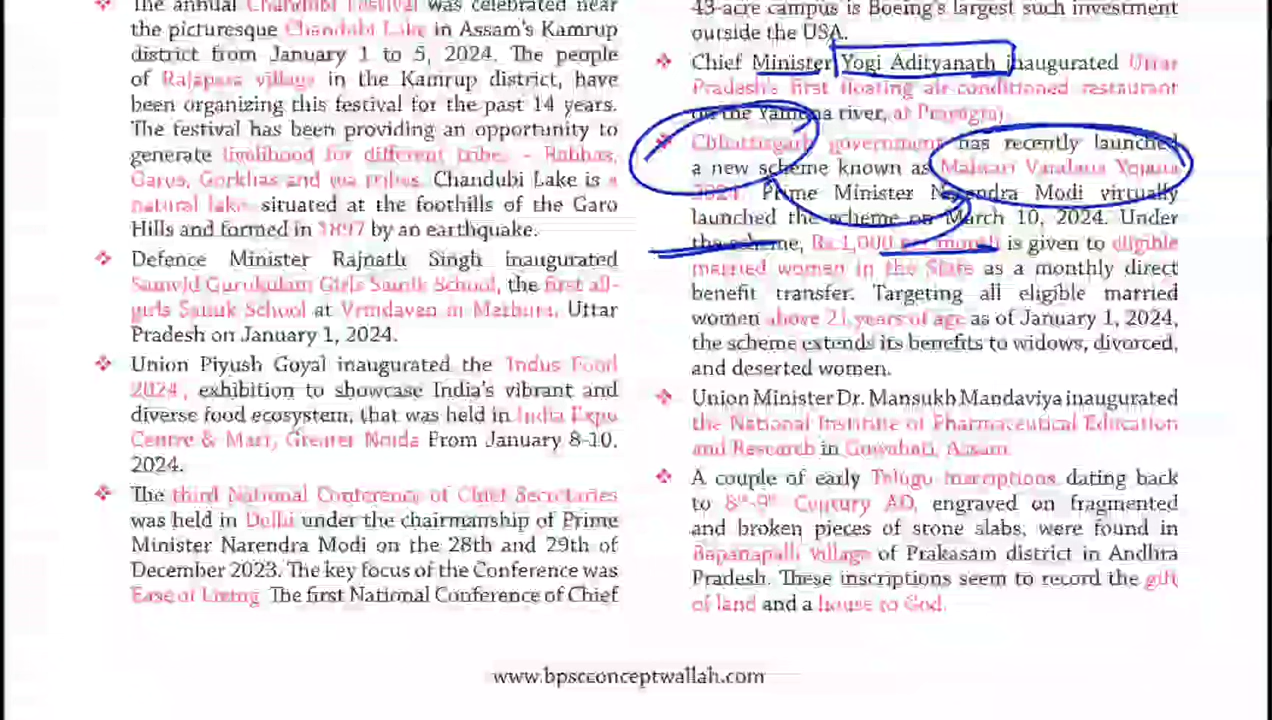 The annual Chandubi Festival was celebrated near
the picturesque Chandubi Lake in Assam's Kamrup
district from January 1 to 5, 2024. The people
of Rajapara village in the Kamrup district, have
been organizing this festival for the past 14 years.
The festival has been providing an opportunity to
generate livelihood for different tribes - Rabhas,
Garos, Gorkhas and tea tribes. Chandubi Lake is a
natural lake situated at the foothills of the Garo
Hills and formed in 1897 by an earthquake.
❖ Defence Minister Rajnath Singh inaugurated
Samvid Gurukulam Girls Sainik School, the first all-
girls Sainik School at Vrindavan in Mathura, Uttar
Pradesh on January 1, 2024.
❖ Union Piyush Goyal inaugurated the Indus Food
2024, exhibition to showcase India's vibrant and
diverse food ecosystem, that was held in India Expo
Centre & Mart, Greater Noida From January 8-10,
2024.
❖ The third National Conference of Chief Secretaries
was held in Delhi under the chairmanship of Prime
Minister Narendra Modi on the 28th and 29th of
December 2023. The key focus of the Conference was
Ease of Living. The first National Conference of Chief
43-acre campus is Boeing's largest such investment
outside the USA.
❖ Chief Minister Yogi Adityanath inaugurated Uttar
Pradesh's first floating air-conditioned restaurant
on the Yamuna river, at Prayagraj.
❖ Chhattisgarh government has recently launched
a new scheme known as Mahtari Vandana Yojana
2024. Prime Minister Narendra Modi virtually
launched the scheme on March 10, 2024. Under
the scheme, Rs 1,000 per month is given to eligible
married women in the State as a monthly direct
benefit transfer. Targeting all eligible married
women above 21 years of age as of January 1, 2024,
the scheme extends its benefits to widows, divorced,
and deserted women.
❖ Union Minister Dr. Mansukh Mandaviya inaugurated
the National Institute of Pharmaceutical Education
and Research in Guwahati, Assam.
❖ A couple of early Telugu inscriptions dating back
to 8th-9th Century AD, engraved on fragmented
and broken pieces of stone slabs, were found in
Bapanapalli village of Prakasam district in Andhra
Pradesh. These inscriptions seem to record the gift
of land and a house to God.
www.bpscconceptwallah.com